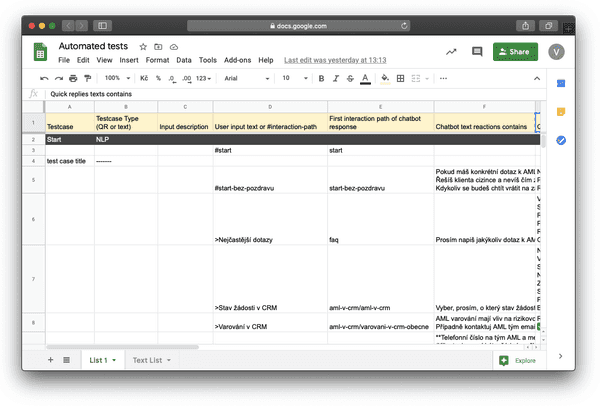 docs.google.com
Automated tests
File Edit View Insert Format Data Tools Add-ons Help Last edit was yesterday at 13:13
Share
V
100% Kč % .0 .00 123 Arial 10 B I S A
fx Quick replies texts contains
A B C D E F
1 Testcase
Testcase Type
(QR or text)
Input description
User input text or #interaction-path
First interaction path of chatbot
response
Chatbot text reactions contains
2 Start NLP
3 #start start
4 test case title -------
Pokud máš konkrétní dotaz k AML
Řešíš klienta cizince a nevíš čím
5 #start-bez-pozdravu start-bez-pozdravu Kdykoliv se budeš chtít vrátit na
6 >Nejčastější dotazy faq Prosím napiš jakýkoliv dotaz k AM
7 >Stav žádosti v CRM aml-v-crm/aml-v-crm Vyber, prosím, o který stav žádost
AML varování mají vliv na rizikovo
8 >Varování v CRM aml-v-crm/varovani-v-crm-obecne Případně kontaktuj AML tým email
**Telefonní číslo na tým AML a me
List 1 Text List Explore